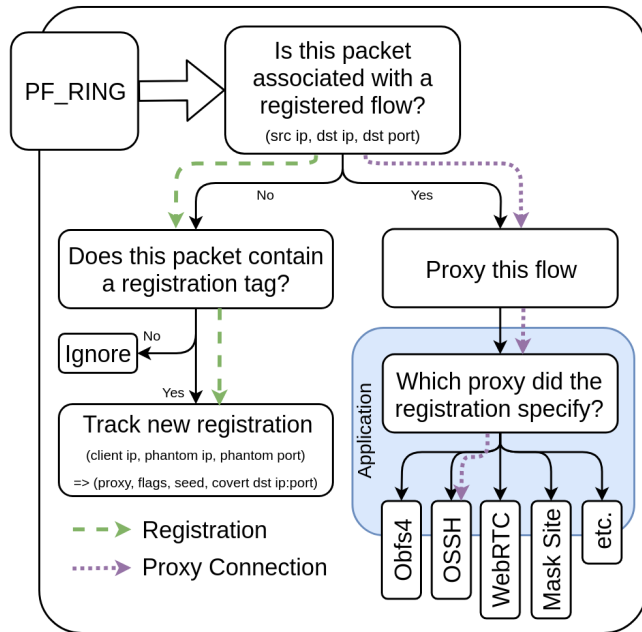 PF_RING
Is this packet
associated with a
registered flow?
(src ip, dst ip, dst port)
No
Yes
Does this packet contain
a registration tag?
Proxy this flow
No
Ignore
Yes
Track new registration
(client ip, phantom ip, phantom port)
=> (proxy, flags, seed, covert dst ip:port)
Application
Which proxy did the
registration specify?
Obfs4
OSSH
WebRTC
Mask Site
etc.
Registration
Proxy Connection